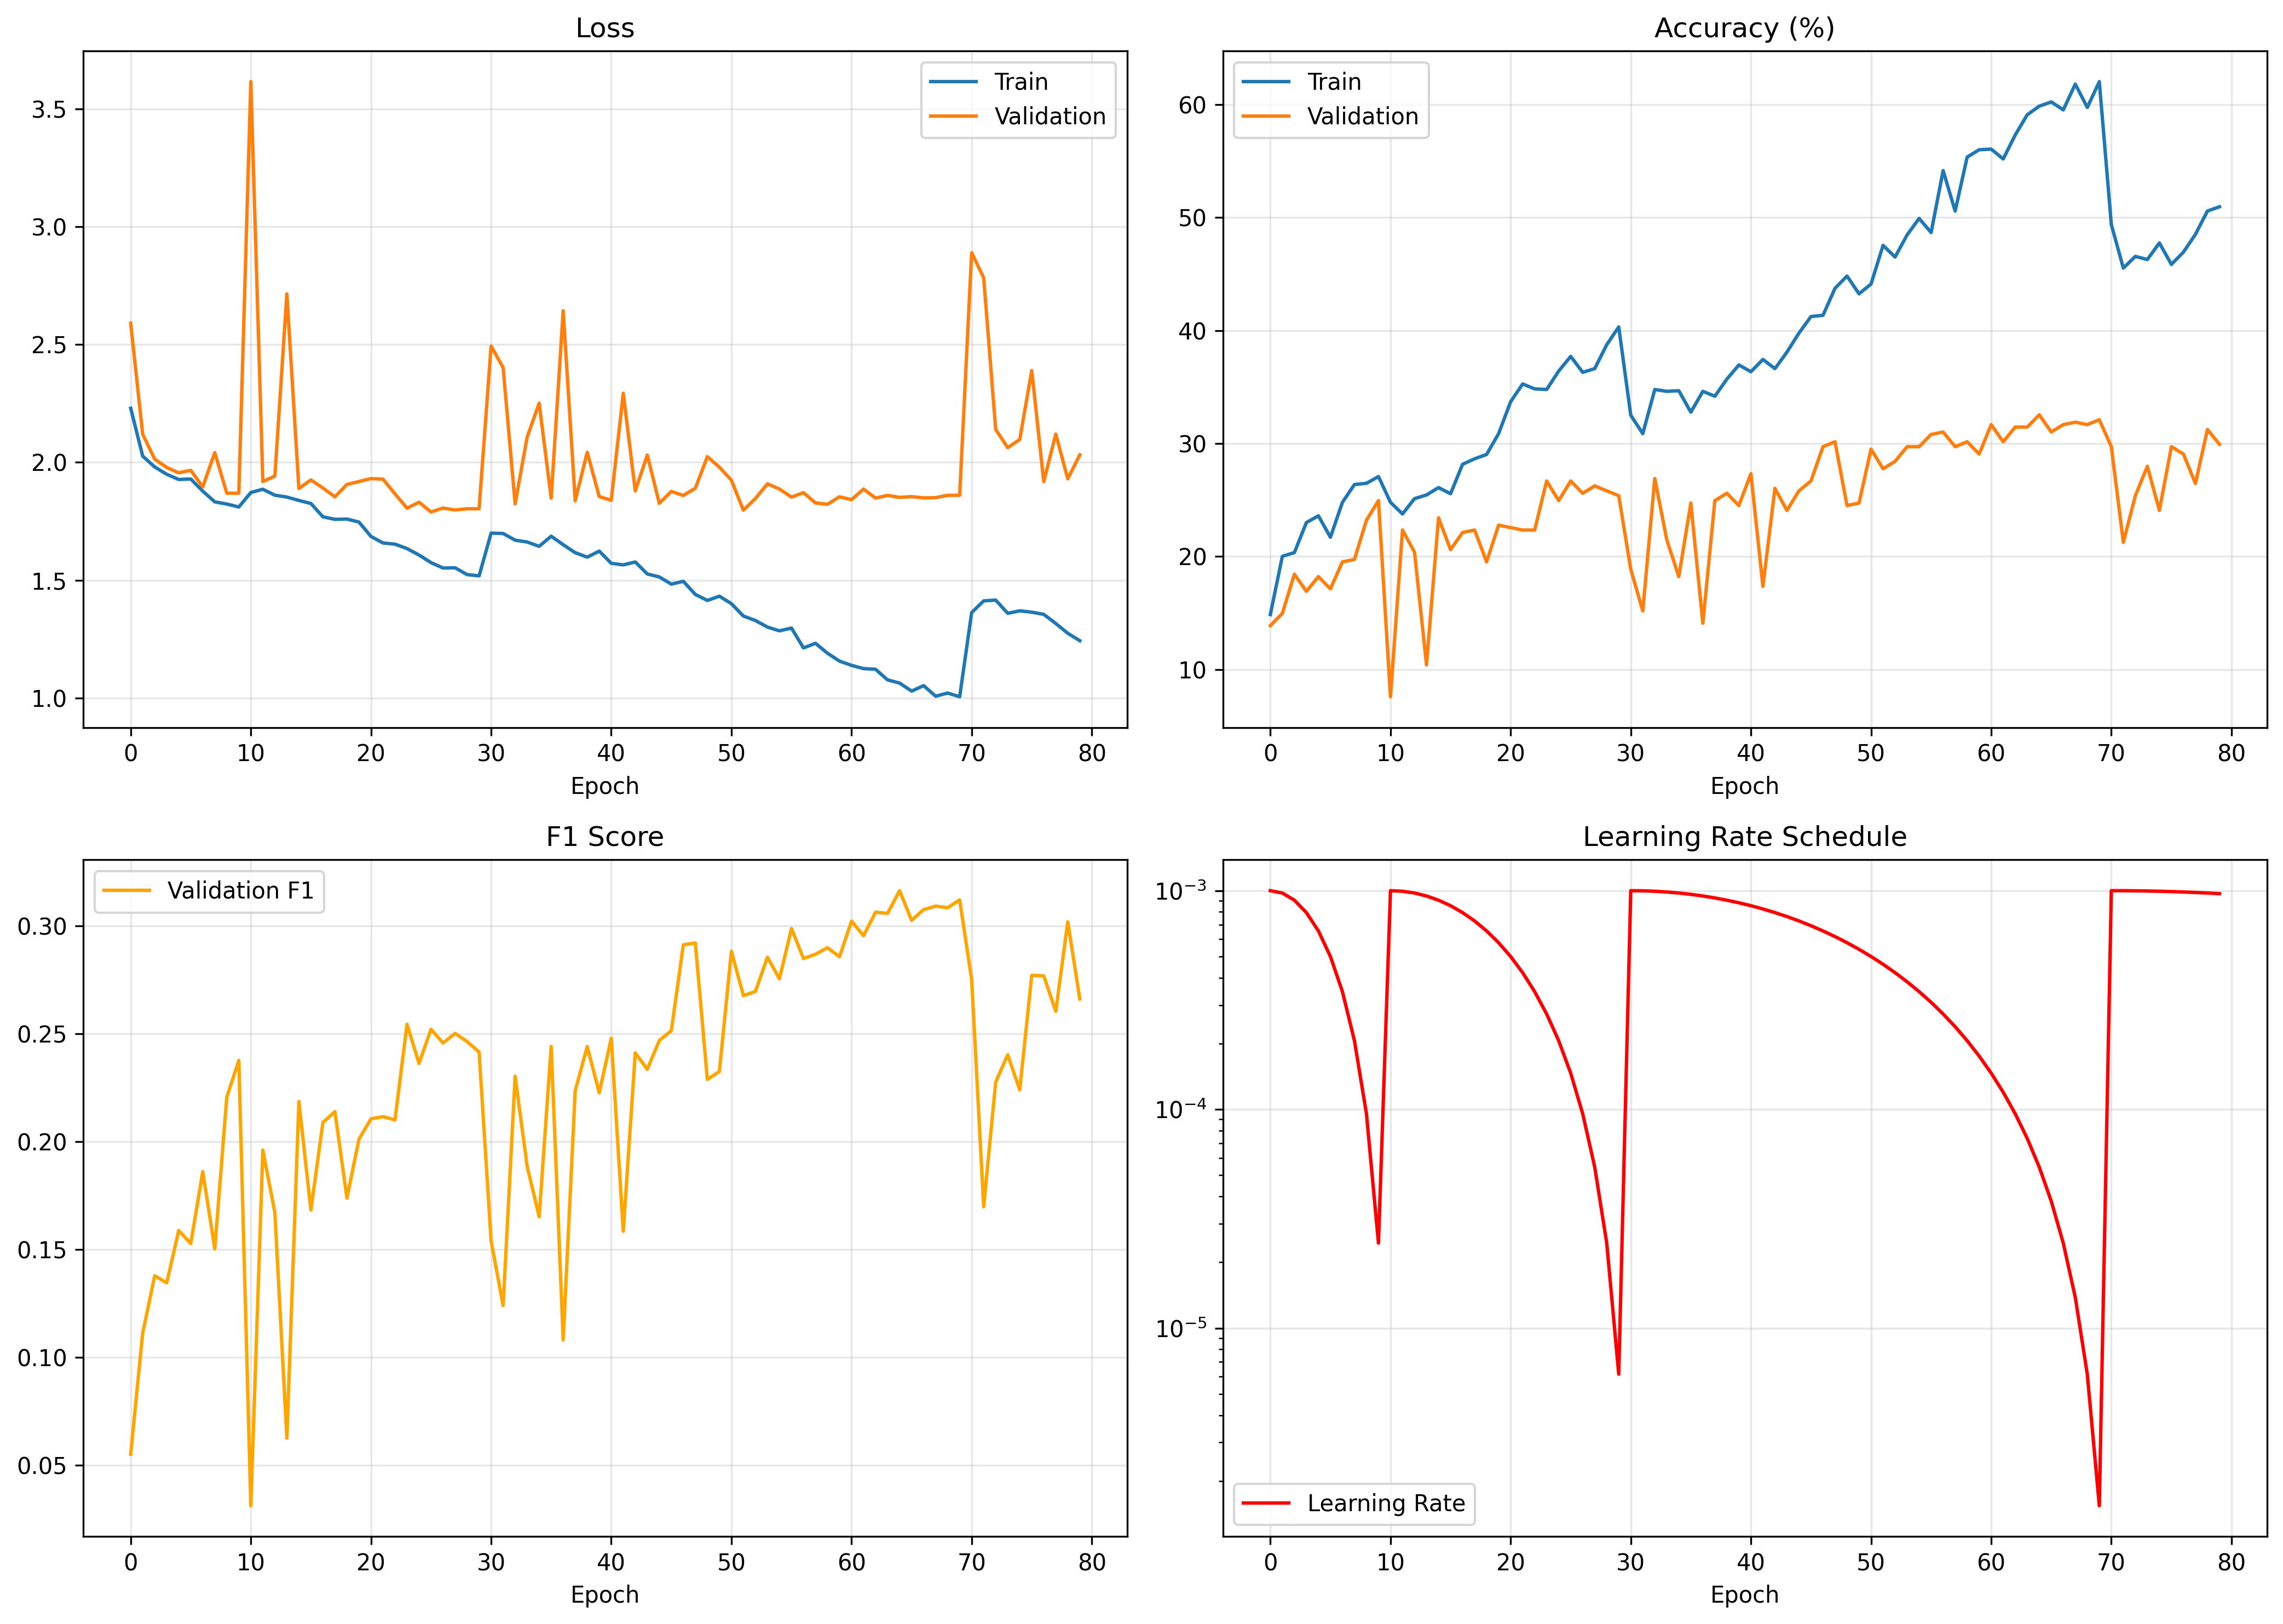 Loss
3.5
3.0
2.5
2.0
1.5
1.0
Train
Validation
0 10 20 30 40 50 60 70 80
Epoch
Accuracy (%)
60
50
40
30
20
10
Train
Validation
0 10 20 30 40 50 60 70 80
Epoch
F1 Score
0.30
0.25
0.20
0.15
0.10
0.05
Validation F1
0 10 20 30 40 50 60 70 80
Epoch
Learning Rate Schedule
10⁻³
10⁻⁴
10⁻⁵
Learning Rate
0 10 20 30 40 50 60 70 80
Epoch